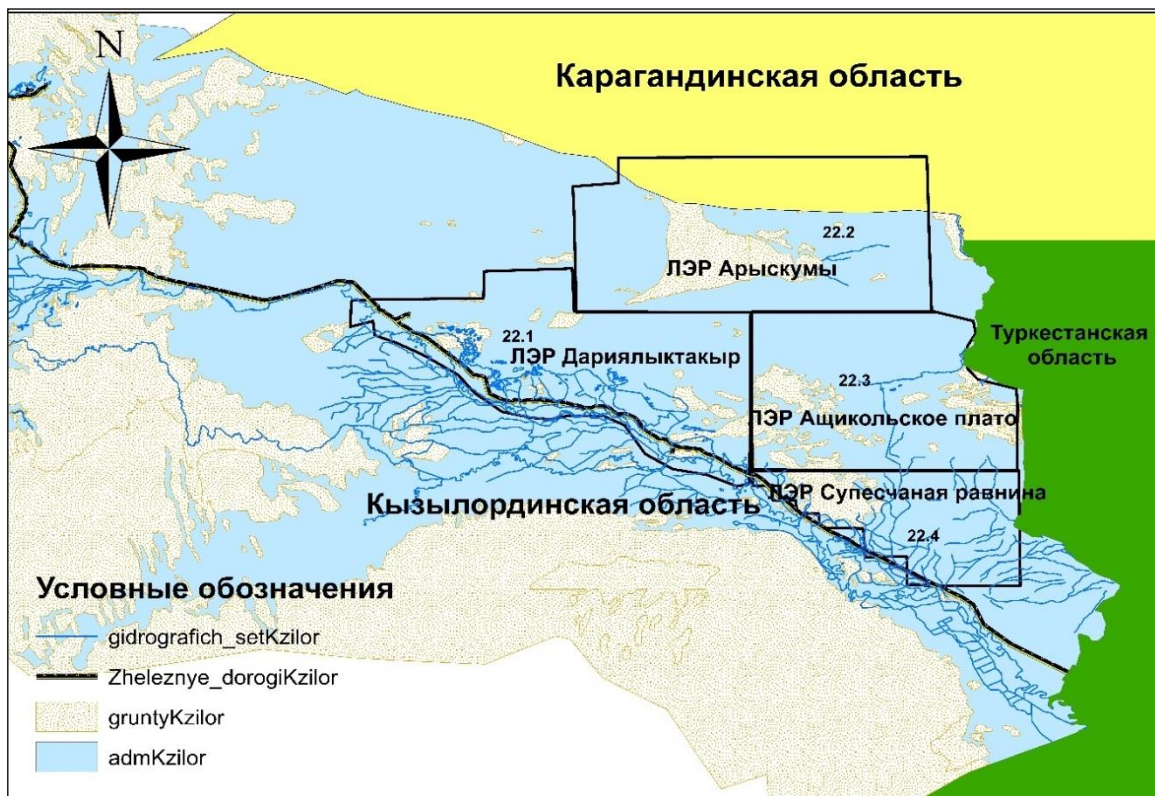 N
Карагандинская область
22.2
ЛЭР Арыскумы
22.1
ЛЭР Дариялыктакыр
Туркестанская
область
22.3
ЛЭР Ащикольское плато
ЛЭР Супесчаная равнина
Кызылординская область
22.4
Условные обозначения
gidrografich_setKzilor
Zheleznye_dorogiKzilor
gruntyKzilor
admKzilor